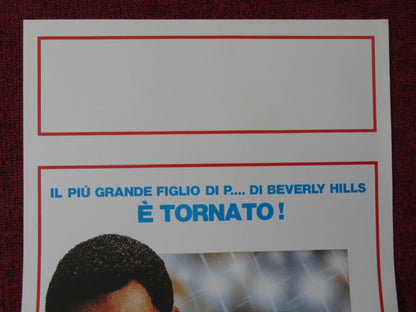 IL PIÚ GRANDE FIGLIO DI P.... DI BEVERLY HILLS
È TORNATO!